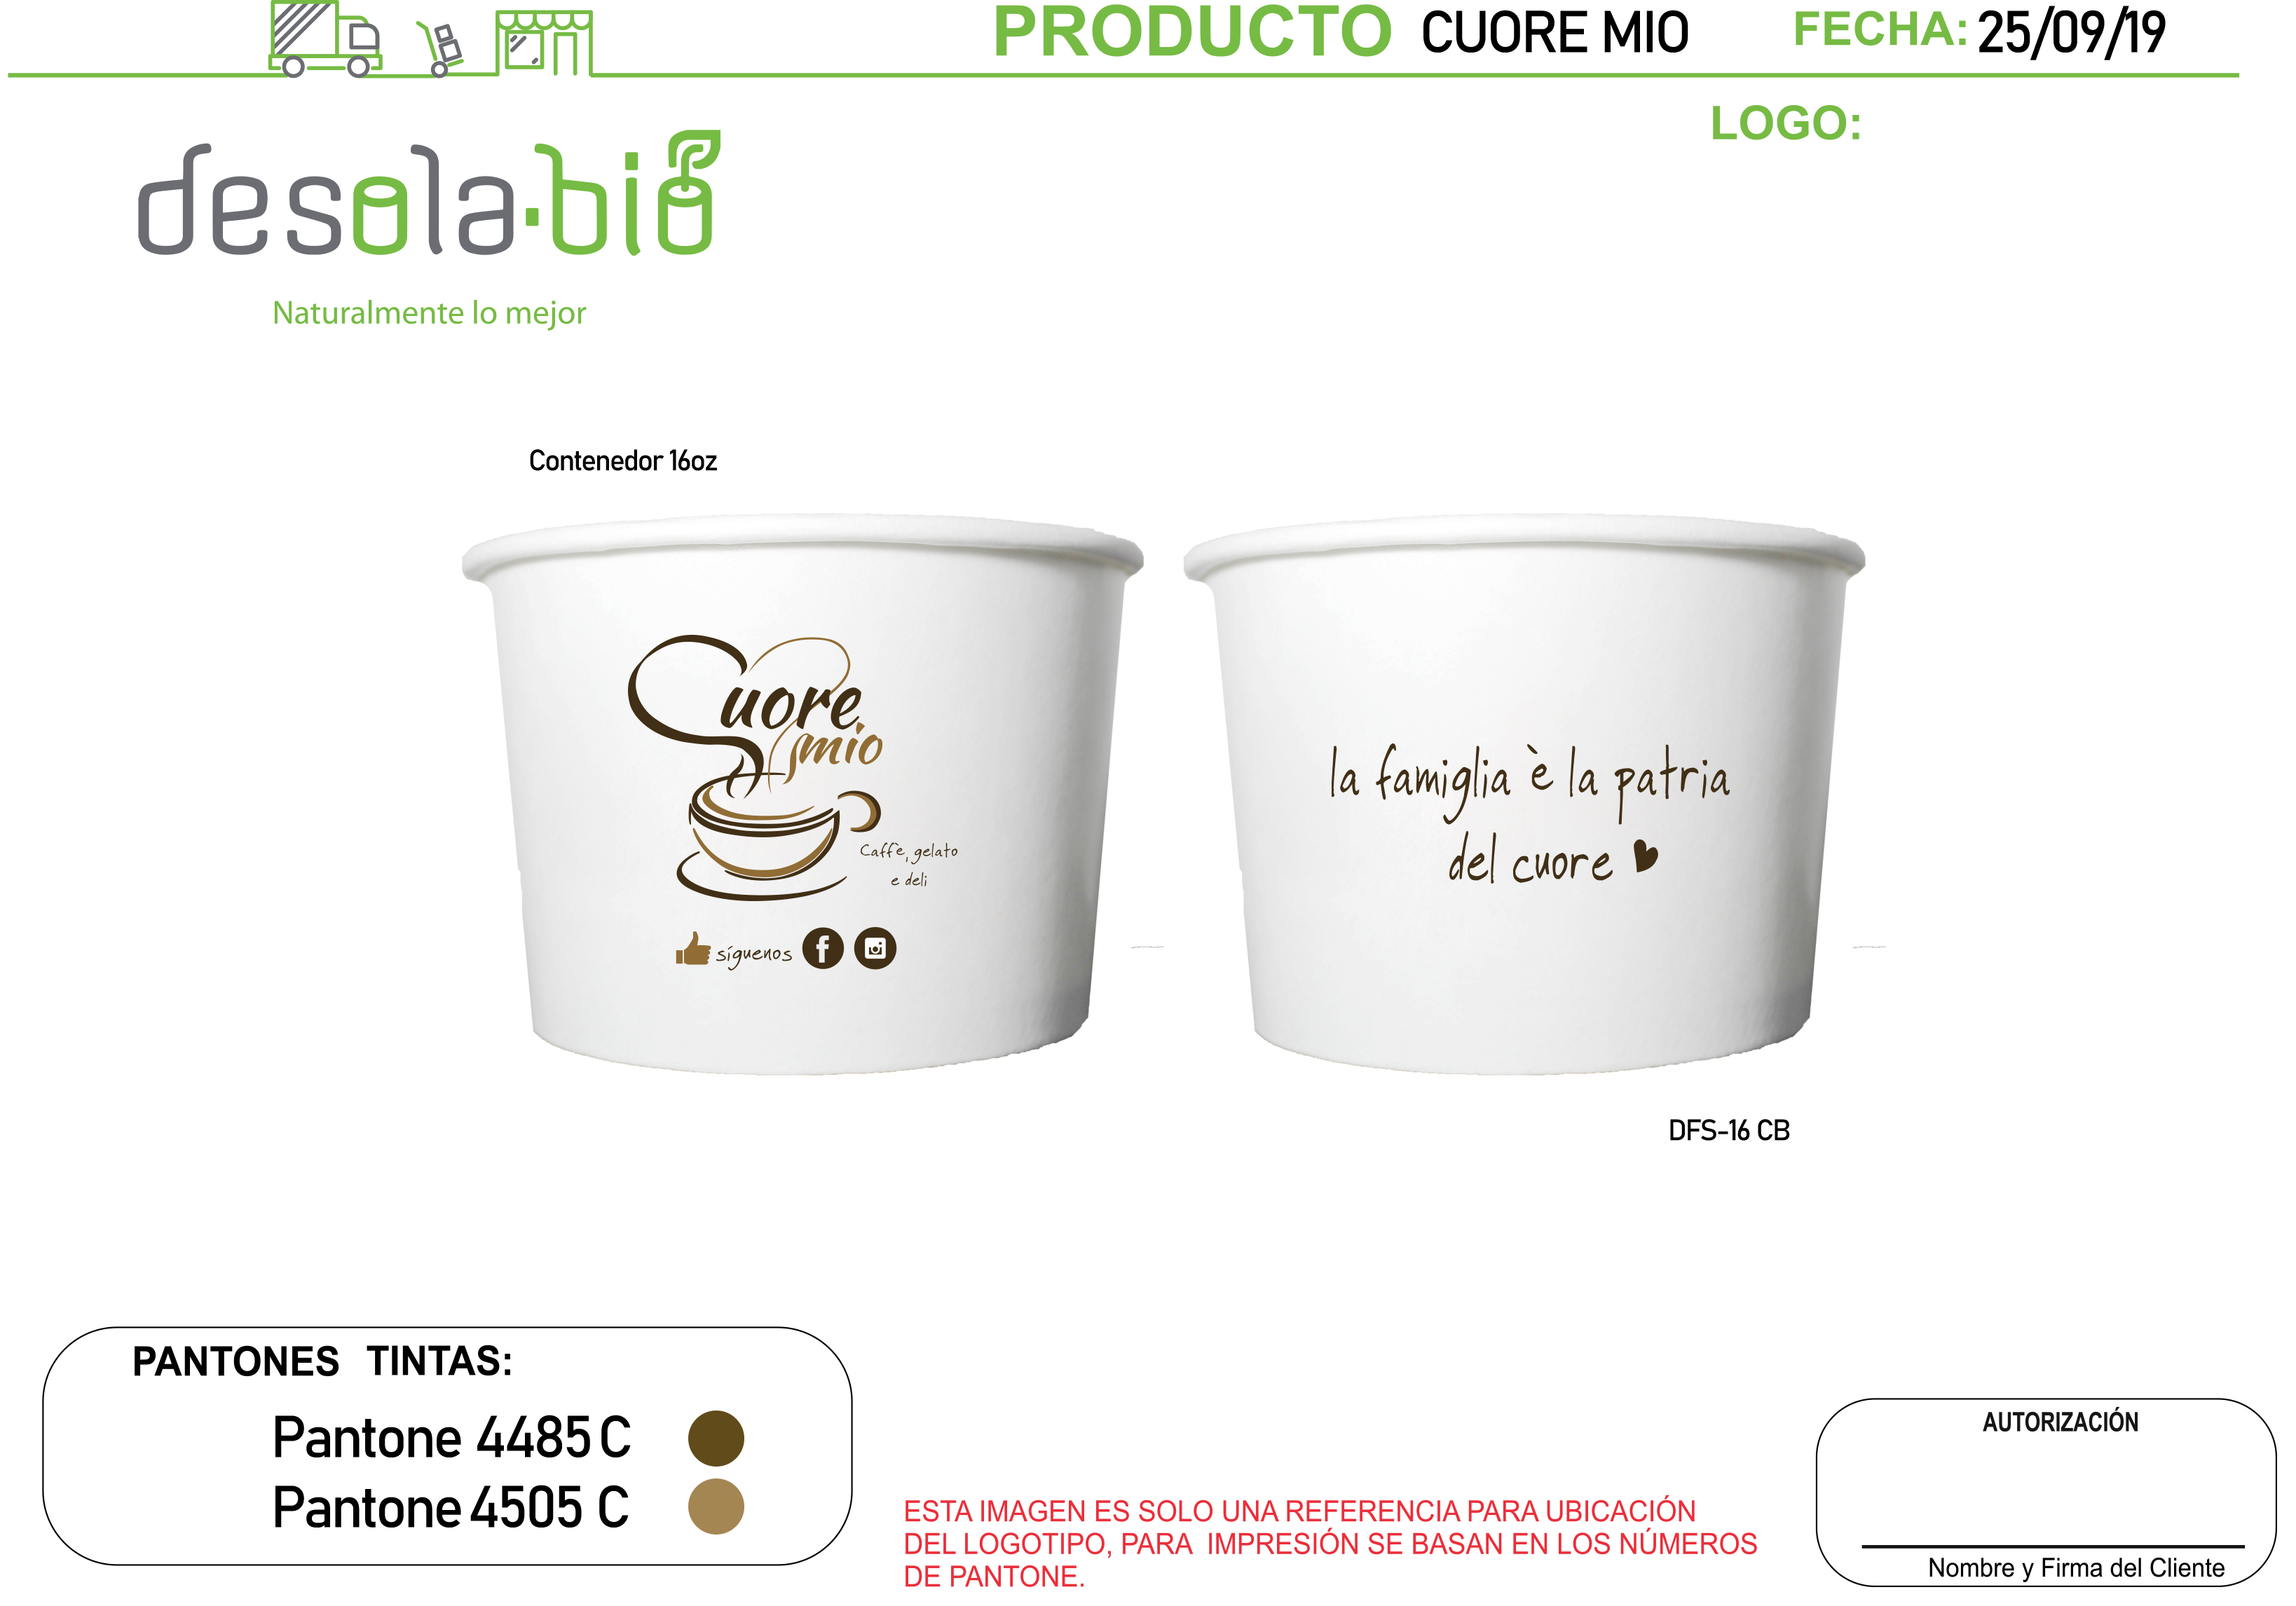 PRODUCTO CUORE MIO FECHA: 25/09/19
LOGO:
desola·bio
Naturalmente lo mejor
Contenedor 16oz
Cuore
mio
Caffè, gelato
e deli
síguenos
la famiglia è la patria
del cuore
DFS-16 CB
PANTONES TINTAS:
Pantone 4485 C
Pantone 4505 C
ESTA IMAGEN ES SOLO UNA REFERENCIA PARA UBICACIÓN
DEL LOGOTIPO, PARA IMPRESIÓN SE BASAN EN LOS NÚMEROS
DE PANTONE.
AUTORIZACIÓN
Nombre y Firma del Cliente